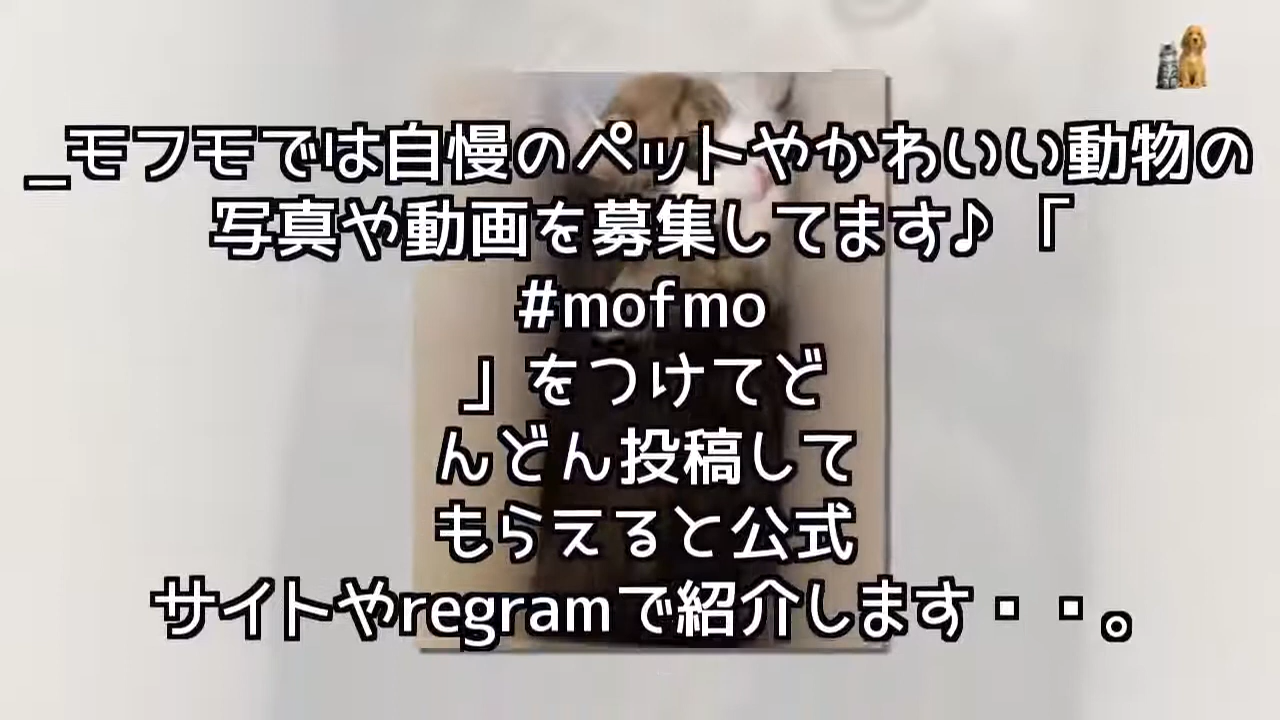 _モフモでは自慢のペットやかわいい動物の
写真や動画を募集してます♪「
#mofmo
」をつけてど
んどん投稿して
もらえると公式
サイトやregramで紹介します・・。